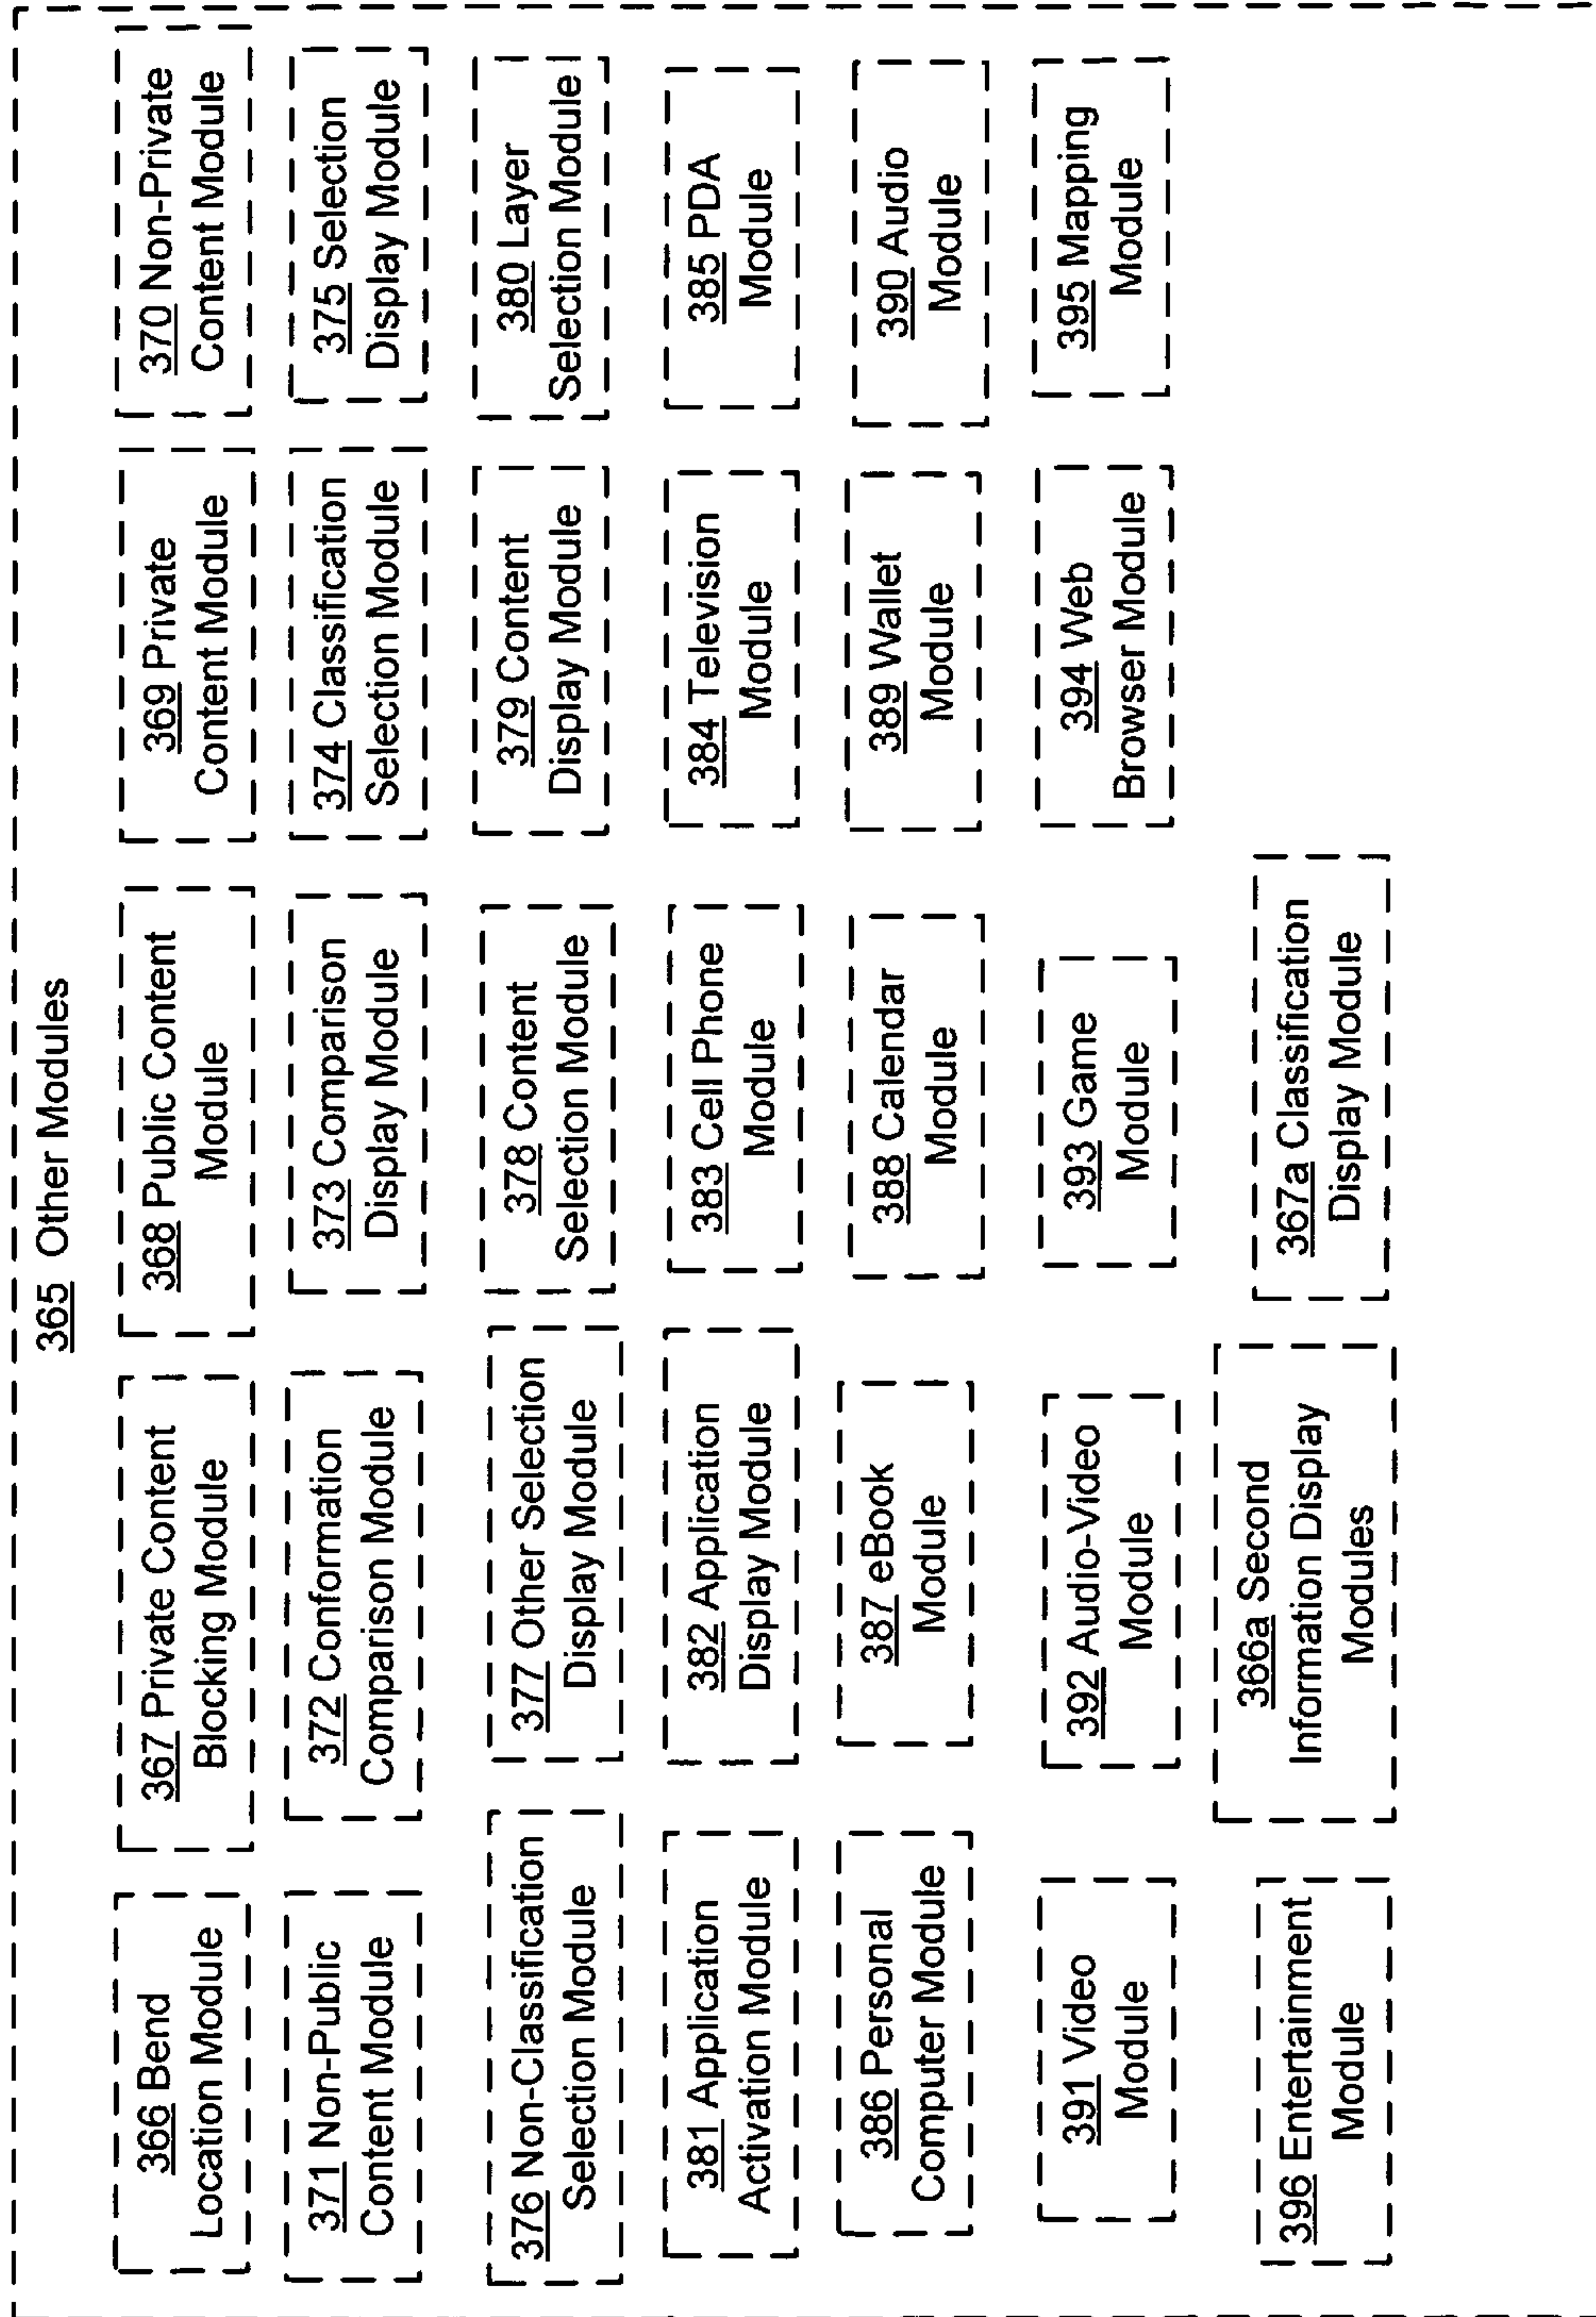 365 Other Modules
366 Bend
Location Module
367 Private Content
Blocking Module
368 Public Content
Module
369 Private
Content Module
370 Non-Private
Content Module
371 Non-Public
Content Module
372 Conformation
Comparison Module
373 Comparison
Display Module
374 Classification
Selection Module
375 Selection
Display Module
376 Non-Classification
Selection Module
377 Other Selection
Display Module
378 Content
Selection Module
379 Content
Display Module
380 Layer
Selection Module
381 Application
Activation Module
382 Application
Display Module
383 Cell Phone
Module
384 Television
Module
385 PDA
Module
386 Personal
Computer Module
387 eBook
Module
388 Calendar
Module
389 Wallet
Module
390 Audio
Module
391 Video
Module
392 Audio-Video
Module
393 Game
Module
394 Web
Browser Module
395 Mapping
Module
396 Entertainment
Module
366a Second
Information Display
Modules
367a Classification
Display Module